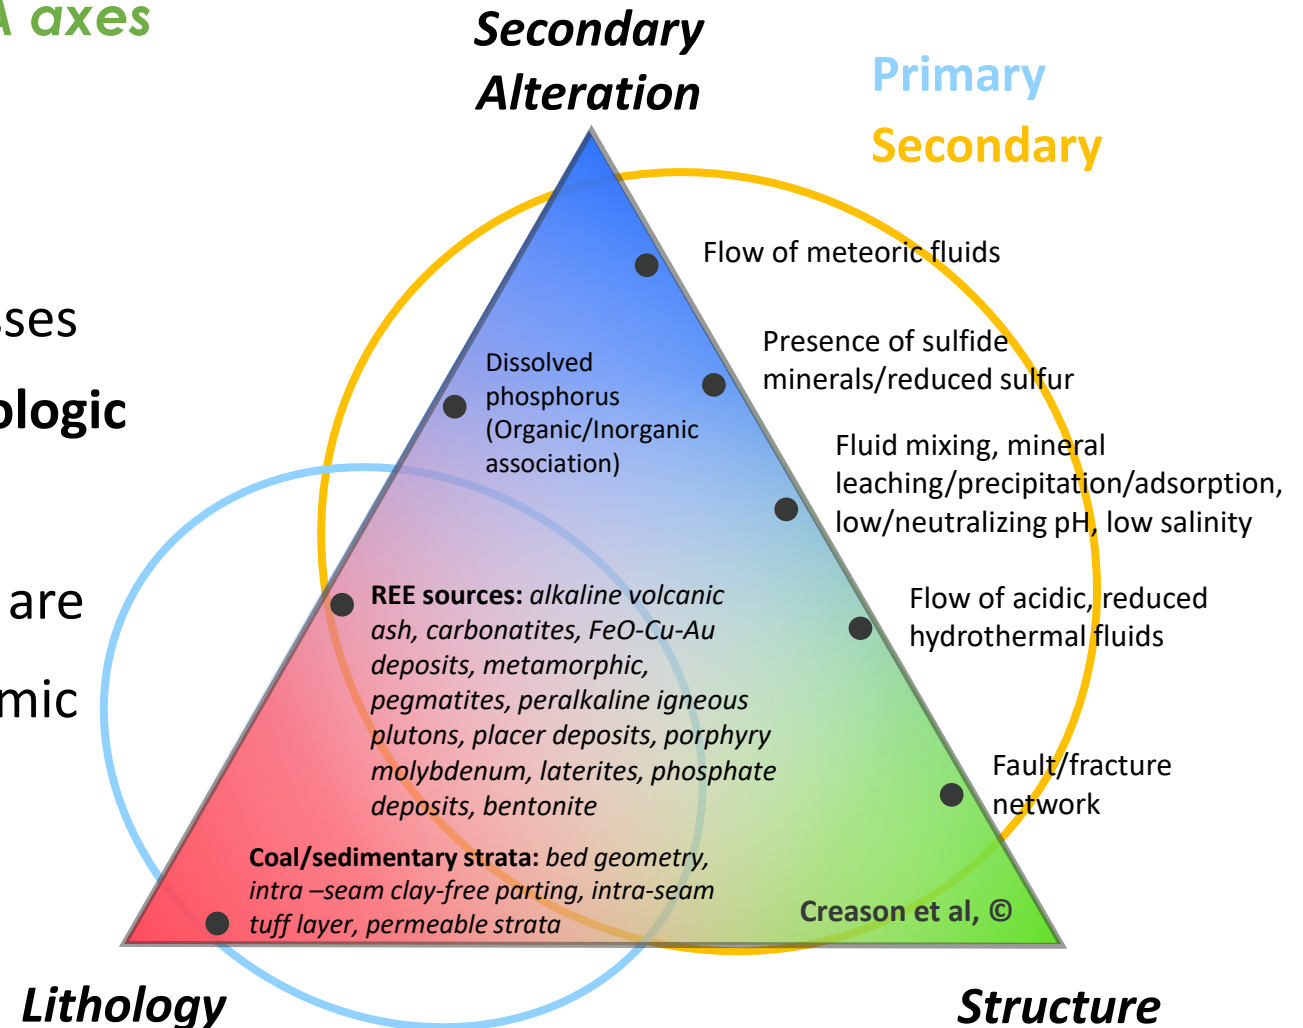 A axes
Secondary
Alteration
Primary
Secondary
Flow of meteoric fluids
sses
Presence of sulfide
minerals/reduced sulfur
Dissolved
phosphorus
(Organic/Inorganic
association)
ologic
Fluid mixing, mineral
leaching/precipitation/adsorption,
low/neutralizing pH, low salinity
are
REE sources: alkaline volcanic
ash, carbonatites, FeO-Cu-Au
deposits, metamorphic,
pegmatites, peralkaline igneous
plutons, placer deposits, porphyry
molybdenum, laterites, phosphate
deposits, bentonite
Flow of acidic, reduced
hydrothermal fluids
mic
Fault/fracture
network
Coal/sedimentary strata: bed geometry,
intra –seam clay-free parting, intra-seam
tuff layer, permeable strata
Creason et al, ©
Lithology
Structure